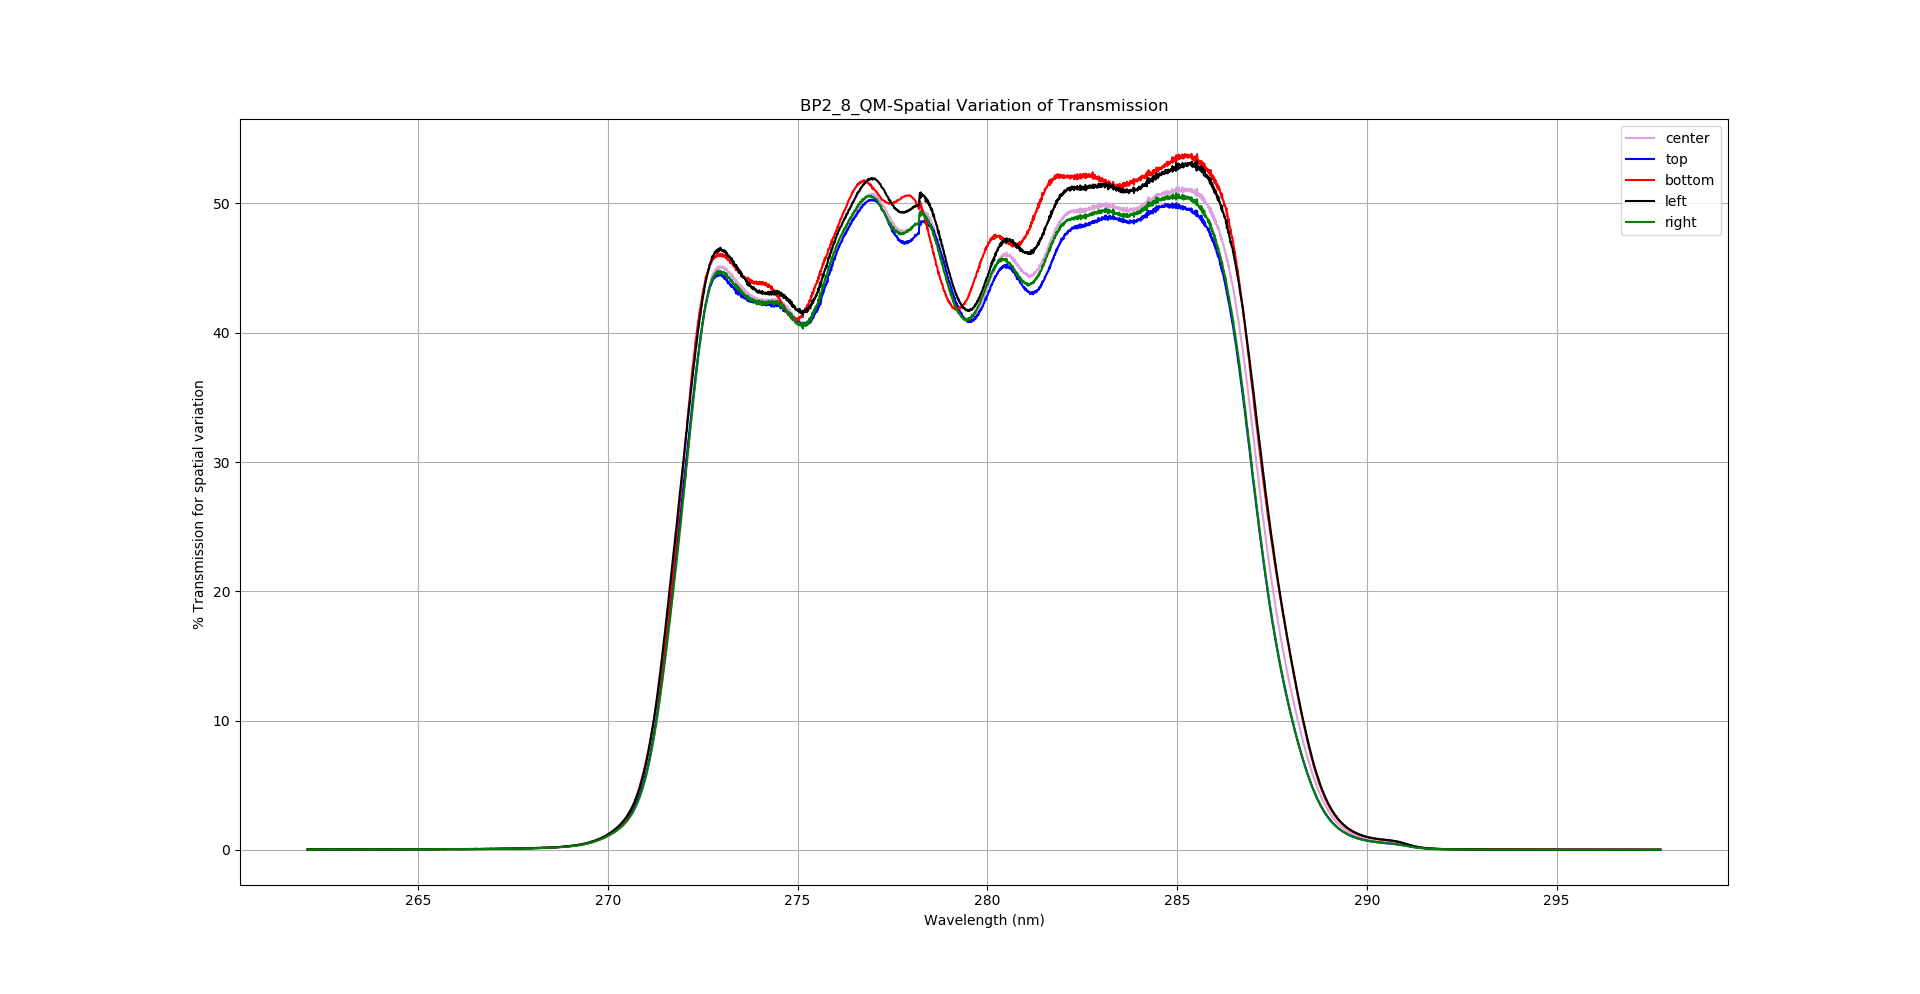 BP2_8_QM-Spatial Variation of Transmission
center
top
bottom
left
right
% Transmission for spatial variation
50
40
30
20
10
0
265
270
275
280
285
290
295
Wavelength (nm)